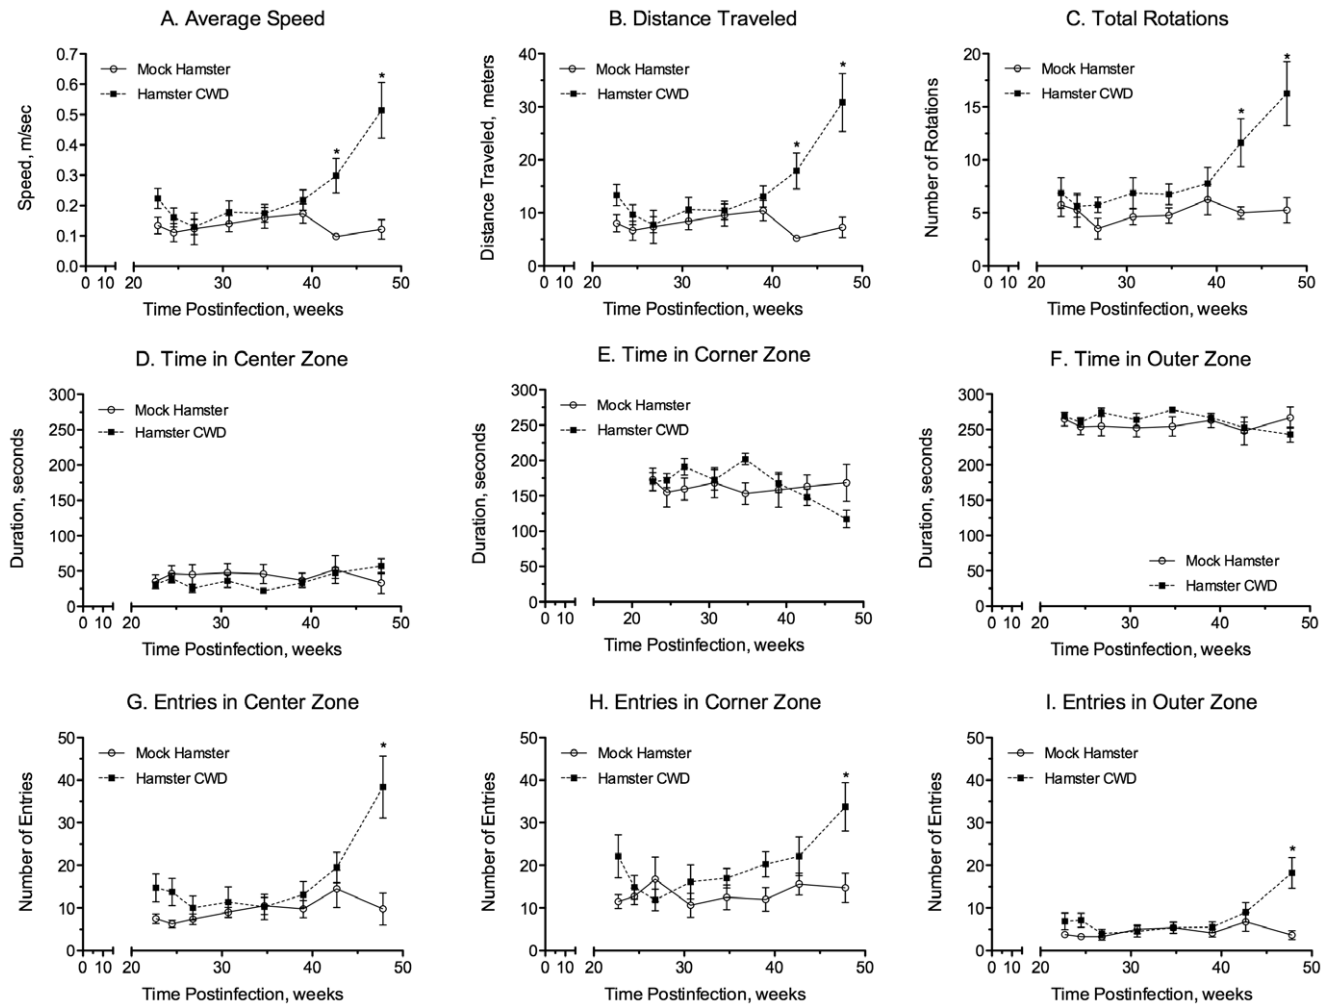 A. Average Speed
0.7
0.6
0.5
0.4
0.3
0.2
0.1
0.0
Speed, m/sec
Mock Hamster
Hamster CWD
*
*
0 10 20 30 40 50
Time Postinfection, weeks
B. Distance Traveled
40
30
20
10
0
Distance Traveled, meters
Mock Hamster
Hamster CWD
*
*
0 10 20 30 40 50
Time Postinfection, weeks
C. Total Rotations
20
15
10
5
0
Number of Rotations
Mock Hamster
Hamster CWD
*
*
0 10 20 30 40 50
Time Postinfection, weeks
D. Time in Center Zone
300
250
200
150
100
50
0
Duration, seconds
Mock Hamster
Hamster CWD
0 10 20 30 40 50
Time Postinfection, weeks
E. Time in Corner Zone
300
250
200
150
100
50
0
Duration, seconds
Mock Hamster
Hamster CWD
0 10 20 30 40 50
Time Postinfection, weeks
F. Time in Outer Zone
300
250
200
150
100
50
0
Duration, seconds
Mock Hamster
Hamster CWD
0 10 20 30 40 50
Time Postinfection, weeks
G. Entries in Center Zone
50
40
30
20
10
0
Number of Entries
Mock Hamster
Hamster CWD
*
0 10 20 30 40 50
Time Postinfection, weeks
H. Entries in Corner Zone
50
40
30
20
10
0
Number of Entries
Mock Hamster
Hamster CWD
*
0 10 20 30 40 50
Time Postinfection, weeks
I. Entries in Outer Zone
50
40
30
20
10
0
Number of Entries
Mock Hamster
Hamster CWD
*
0 10 20 30 40 50
Time Postinfection, weeks